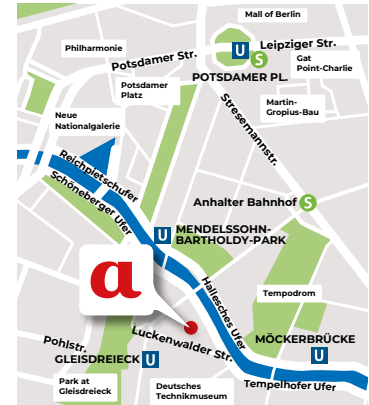 Mall of Berlin
Philharmonie
Leipziger Str.
U
S
Potsdamer Str.
Gat
Point-Charlie
POTSDAMER PL.
Potsdamer
Platz
Martin-
Gropius-Bau
Stresemannstr.
Neue
Nationalgalerie
Reichpietschufer
Schöneberger Ufer
Anhalter Bahnhof
S
U
MENDELSSOHN-
BARTHOLDY-PARK
a
Hallesches Ufer
Tempodrom
Luckenwalder Str.
MÖCKERBRÜCKE
U
Pohlstr.
GLEISDREIECK
U
Park at
Gleisdreieck
Deutsches
Technikmuseum
Tempelhofer Ufer